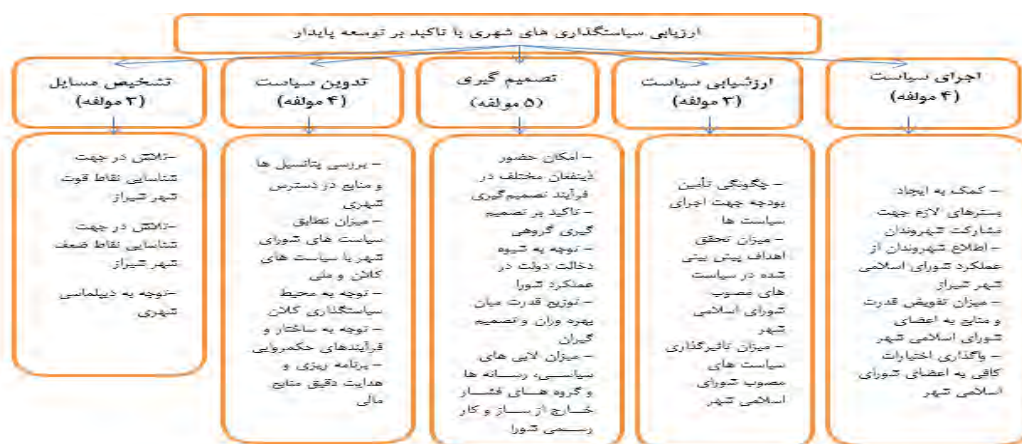 ارزیابی سیاستگذاری های شهری با تاکید بر توسعه پایدار
اجرای سیاست
(۴ مولفه)
ارزشیابی سیاست
(۳ مولفه)
تصمیم گیری
(۵ مولفه)
تدوین سیاست
(۴ مولفه)
تشخیص مسایل
(۳ مولفه)
– کمک به ایجاد
بسترهای لازم جهت
مشارکت شهروندان
– اطلاع شهروندان از
عملکرد شورای اسلامی
شهر شیراز
– میزان تفویض قدرت
و منابع به اعضای
شورای اسلامی شهر
– واگذاری اختیارات
کافی به اعضای شورای
اسلامی شهر
– چگونگی تأمین
بودجه جهت اجرای
سیاست ها
– میزان تحقق
اهداف پیش بینی
شده در سیاست
های مصوب
شورای اسلامی
شهر
– میزان تاثیرگذاری
سیاست های
مصوب شورای
اسلامی شهر
– امکان حضور
ذینفعان مختلف در
فرآیند تصمیم‌گیری
– تاکید بر تصمیم
گیری گروهی
– توجه به شیوه
دخالت دولت در
عملکرد شورا
– توزیع قدرت میان
بهره وران و تصمیم
گیران
– میزان لابی های
سیاسی، رسانه ها
و گروه های فشار
خارج از ساز و کار
رسمی شورا
– بررسی پتانسیل ها
و منابع در دسترس
شهری
– میزان تطابق
سیاست های شورای
شهر با سیاست های
کلان و ملی
– توجه به محیط
سیاستگذاری کلان
– توجه به ساختار و
فرآیندهای حکمروایی
– برنامه ریزی و
هدایت دقیق منابع
مالی
–تلاش در جهت
شناسایی نقاط قوت
شهر شیراز
–تلاش در جهت
شناسایی نقاط ضعف
شهر شیراز
–توجه به دیپلماسی
شهری